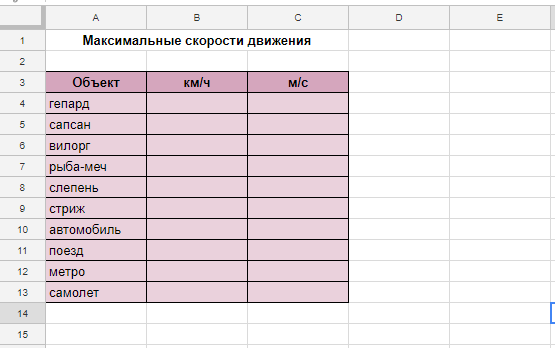 A B C D E
1 Максимальные скорости движения
2
3 Объект км/ч м/с
4 гепард
5 сапсан
6 вилорг
7 рыба-меч
8 слепень
9 стриж
10 автомобиль
11 поезд
12 метро
13 самолет
14
15